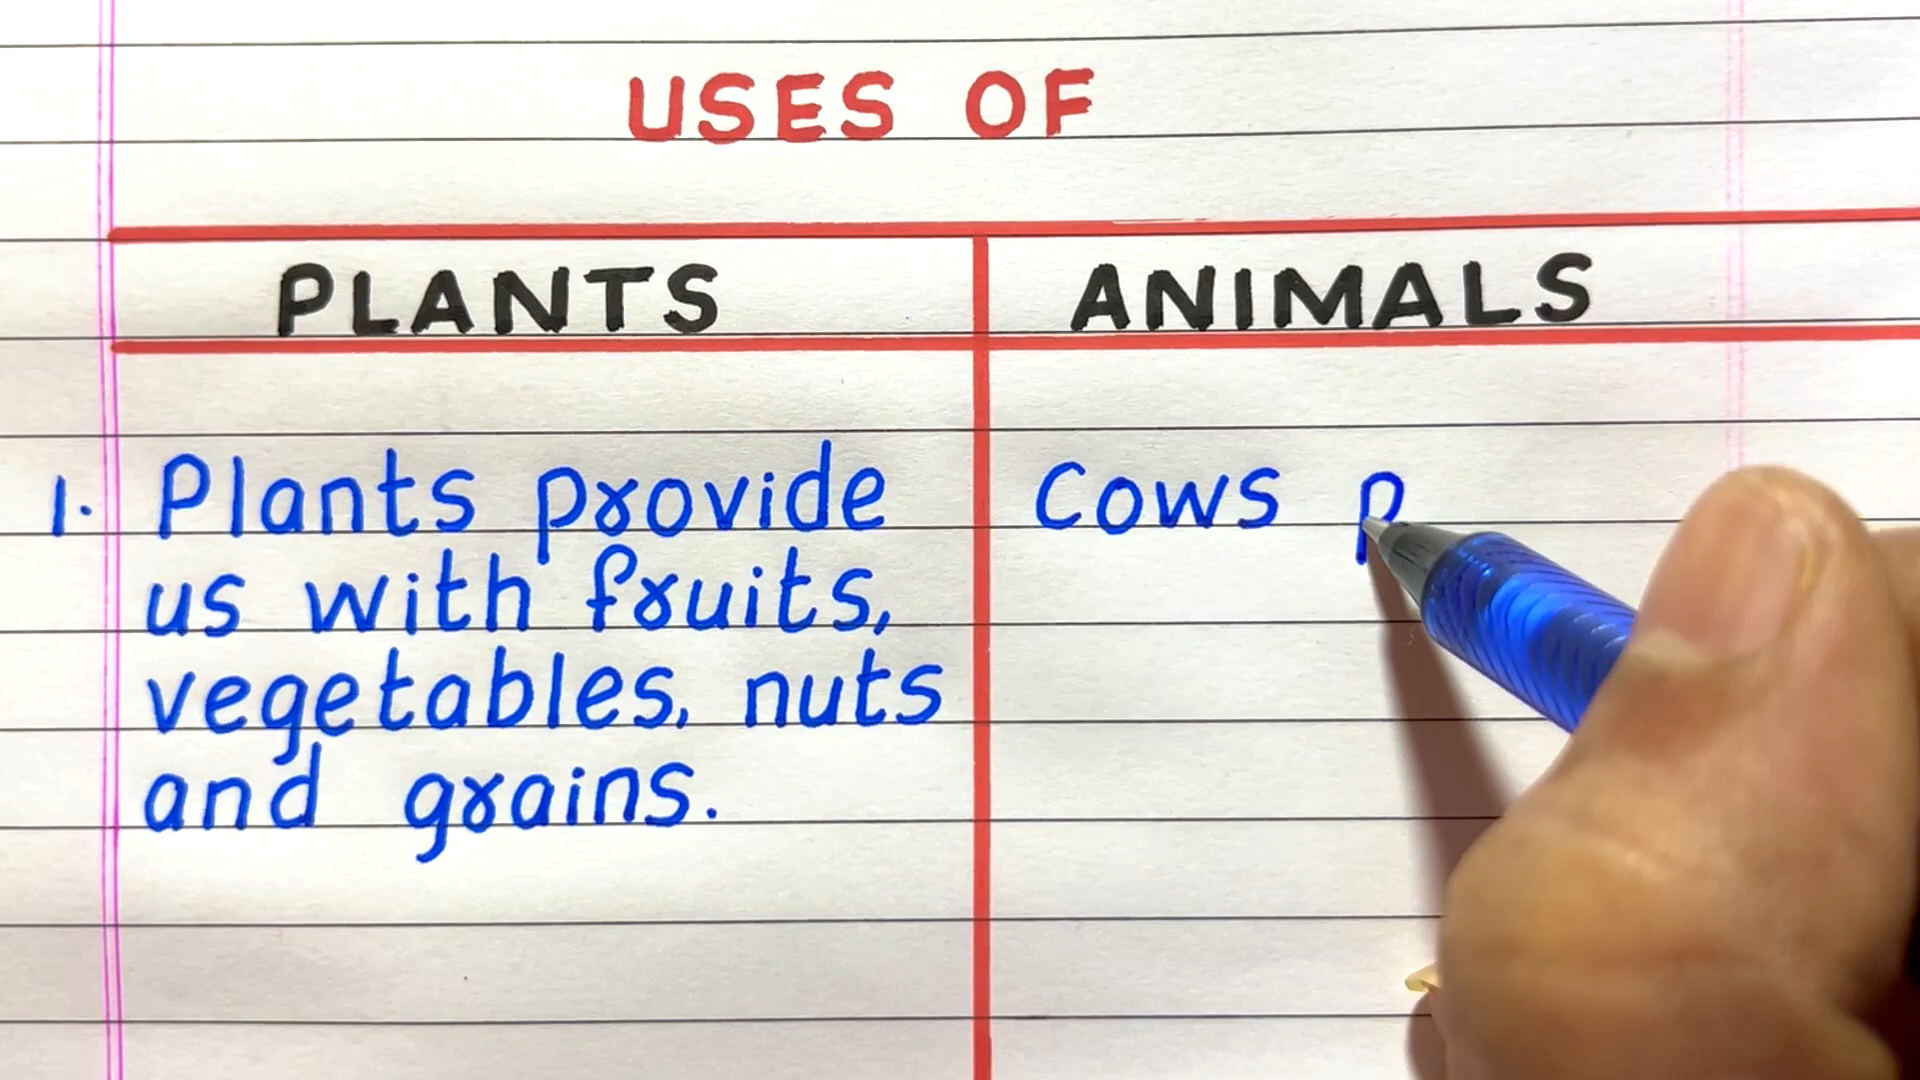 USES OF
PLANTS
ANIMALS
1. Plants provide
us with fruits,
vegetables, nuts
and grains.
Cows p